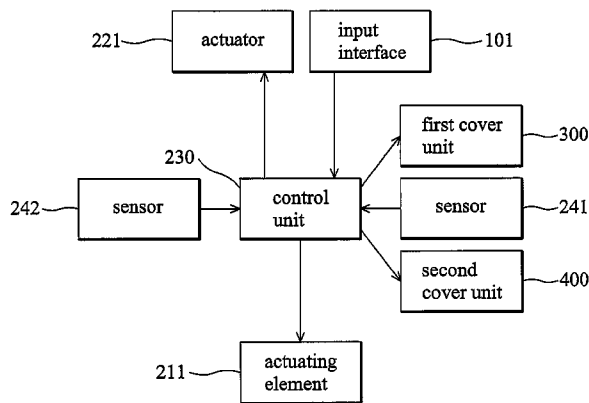 221
actuator
input
interface
101
first cover
unit
300
230
242
sensor
control
unit
sensor
241
second
cover unit
400
211
actuating
element